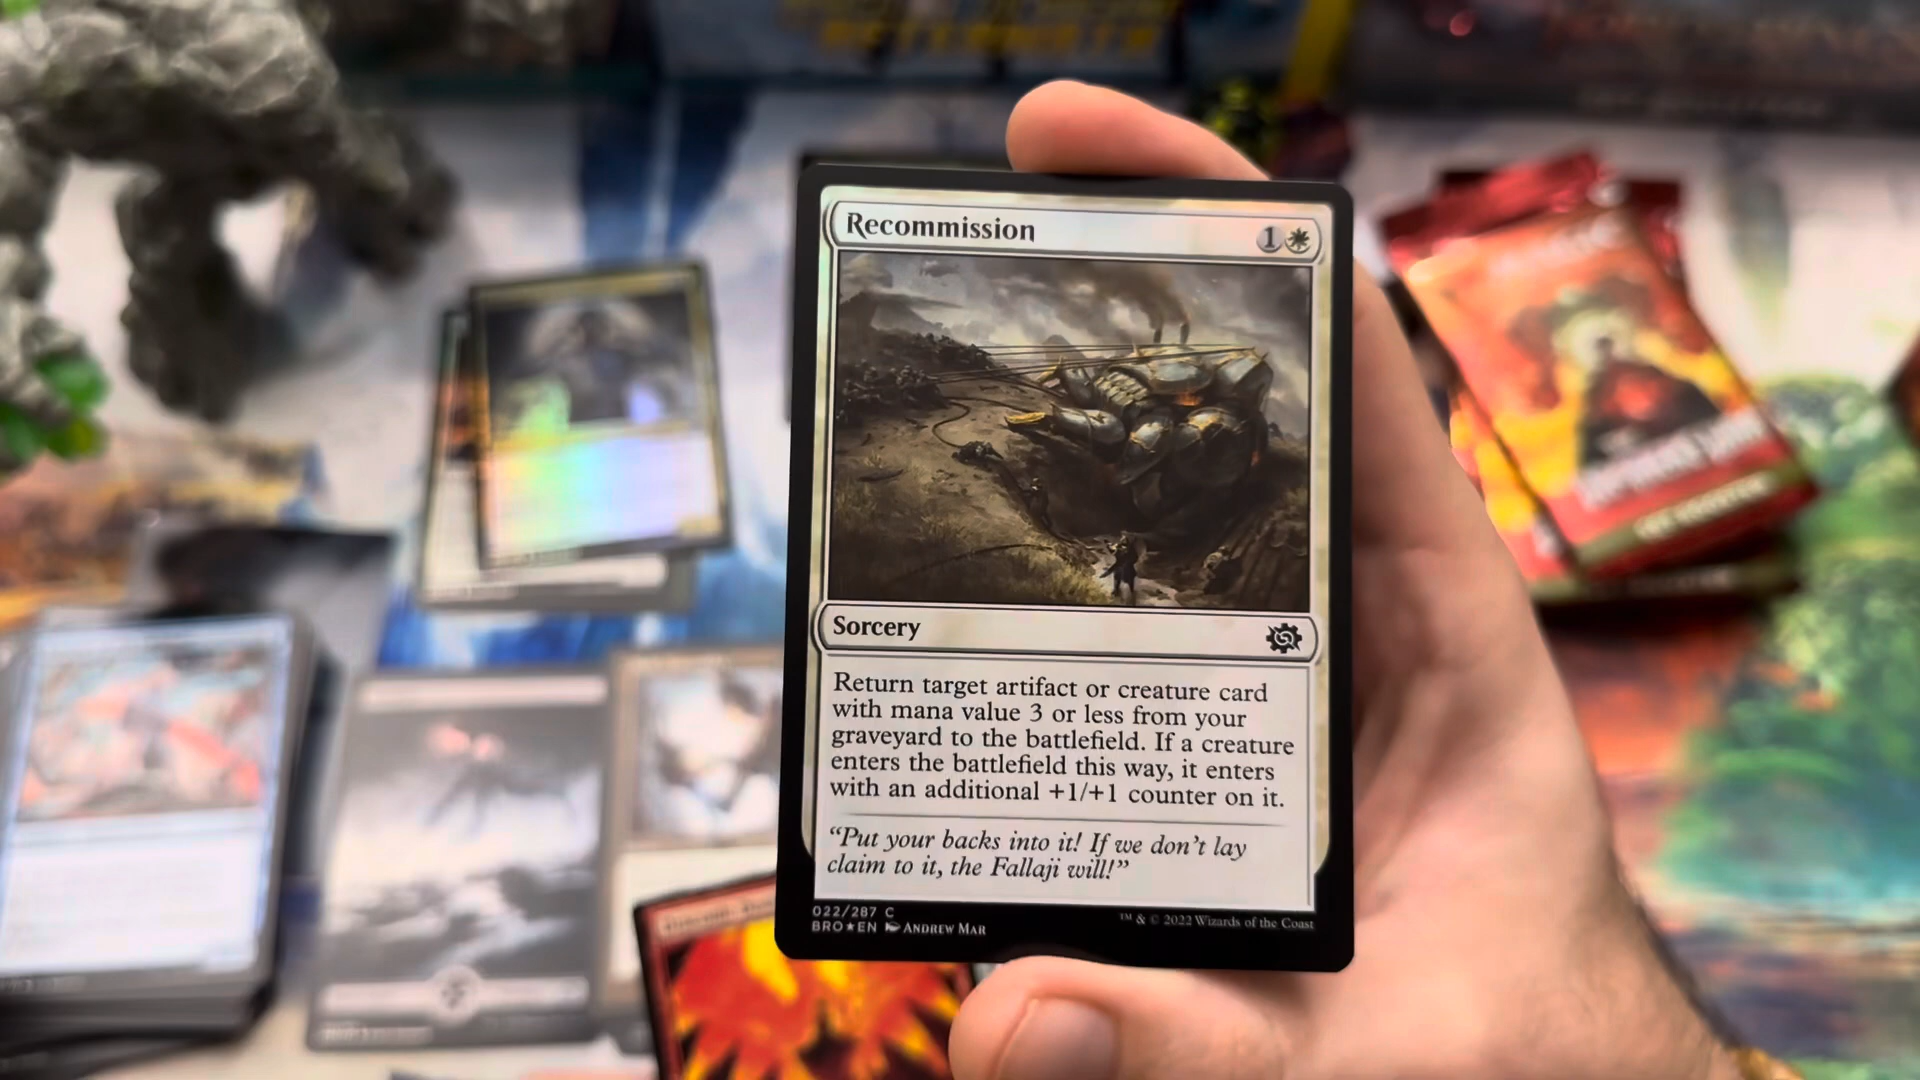 Recommission
1
Sorcery
Return target artifact or creature card
with mana value 3 or less from your
graveyard to the battlefield. If a creature
enters the battlefield this way, it enters
with an additional +1/+1 counter on it.
“Put your backs into it! If we don’t lay
claim to it, the Fallaji will!”
022/287 C
BRO★EN ANDREW MAR
™ & © 2022 Wizards of the Coast